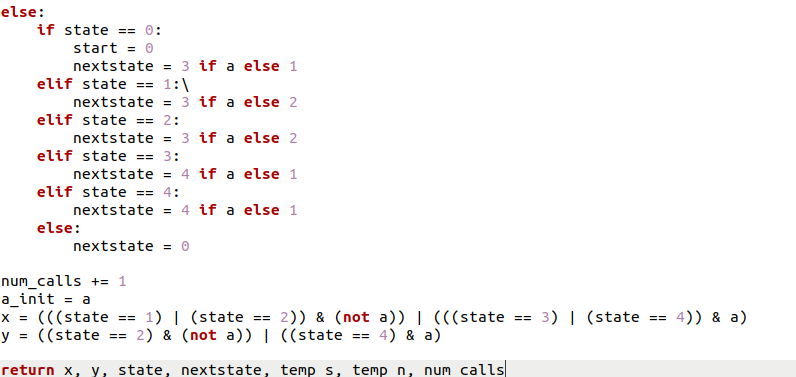 else:
    if state == 0:
        start = 0
        nextstate = 3 if a else 1
    elif state == 1:\
        nextstate = 3 if a else 2
    elif state == 2:
        nextstate = 3 if a else 2
    elif state == 3:
        nextstate = 4 if a else 1
    elif state == 4:
        nextstate = 4 if a else 1
    else:
        nextstate = 0

num_calls += 1
a_init = a
x = (((state == 1) | (state == 2)) & (not a)) | (((state == 3) | (state == 4)) & a)
y = ((state == 2) & (not a)) | ((state == 4) & a)

return x, y, state, nextstate, temp_s, temp_n, num_calls